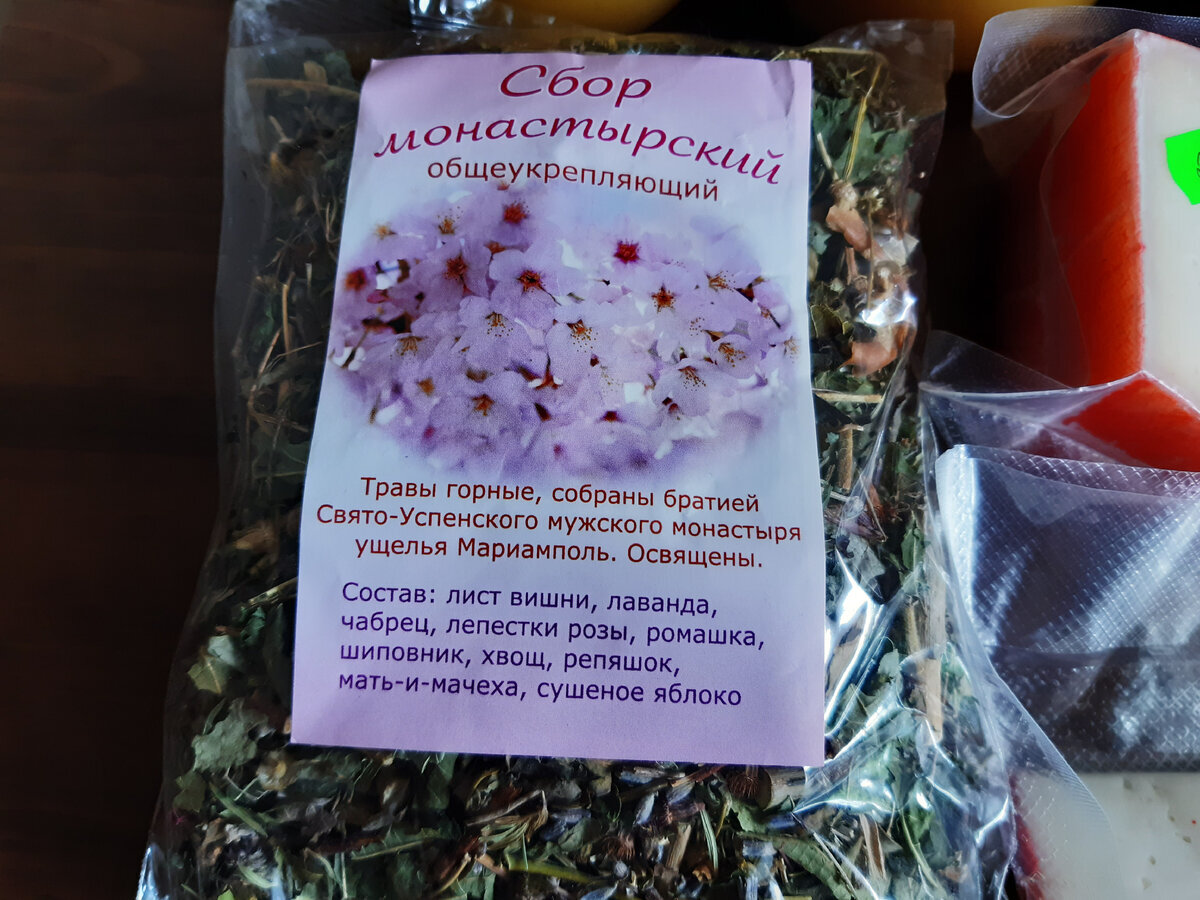 Сбор
монастырский
общеукрепляющий
Травы горные, собраны братией
Свято-Успенского мужского монастыря
ущелья Мариамполь. Освящены.
Состав: лист вишни, лаванда,
чабрец, лепестки розы, ромашка,
шиповник, хвощ, репяшок,
мать-и-мачеха, сушеное яблоко